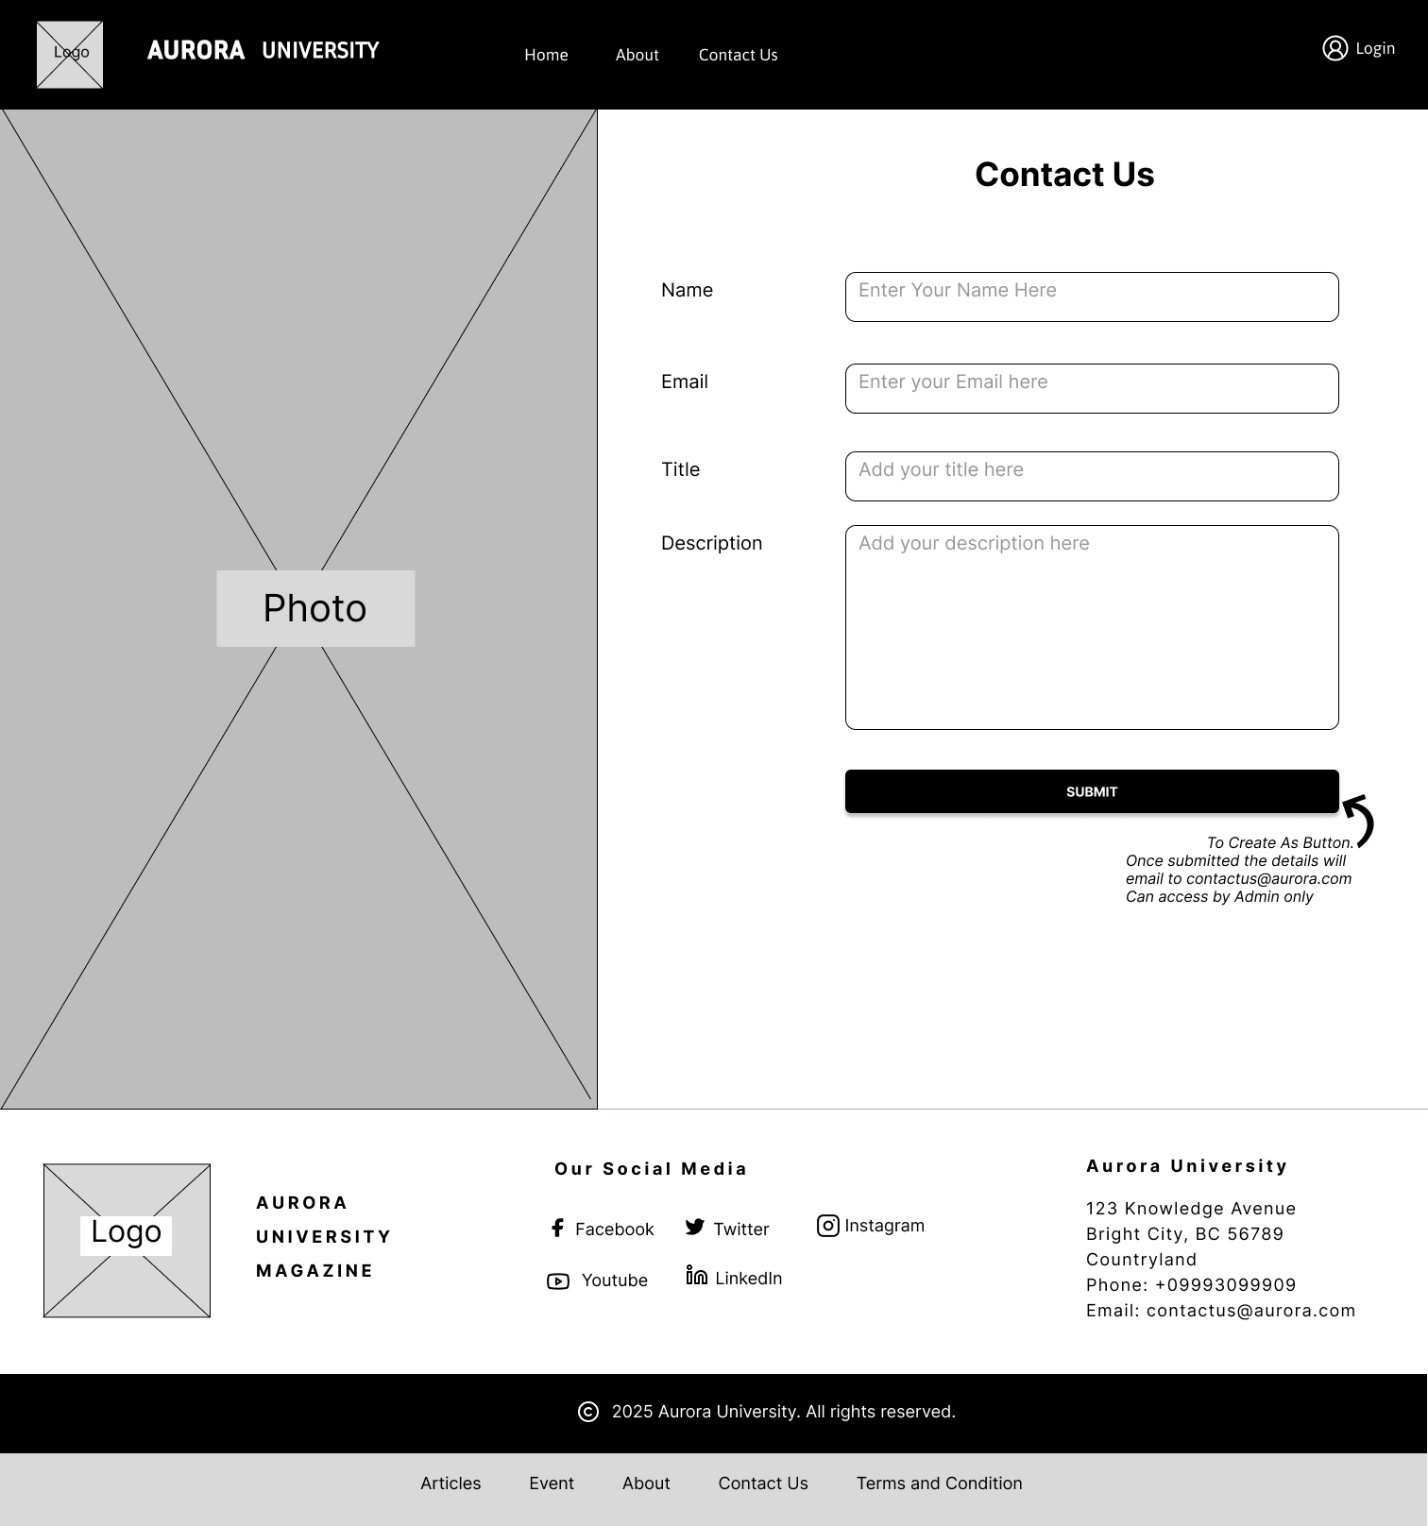 Logo
AURORA UNIVERSITY
Home About Contact Us
Login
Photo
Contact Us
Name
Enter Your Name Here
Email
Enter your Email here
Title
Add your title here
Description
Add your description here
SUBMIT
To Create As Button.
Once submitted the details will
email to contactus@aurora.com
Can access by Admin only
Logo
AURORA
UNIVERSITY
MAGAZINE
Our Social Media
Facebook Twitter Instagram
Youtube LinkedIn
Aurora University
123 Knowledge Avenue
Bright City, BC 56789
Countryland
Phone: +09993099909
Email: contactus@aurora.com
© 2025 Aurora University. All rights reserved.
Articles Event About Contact Us Terms and Condition